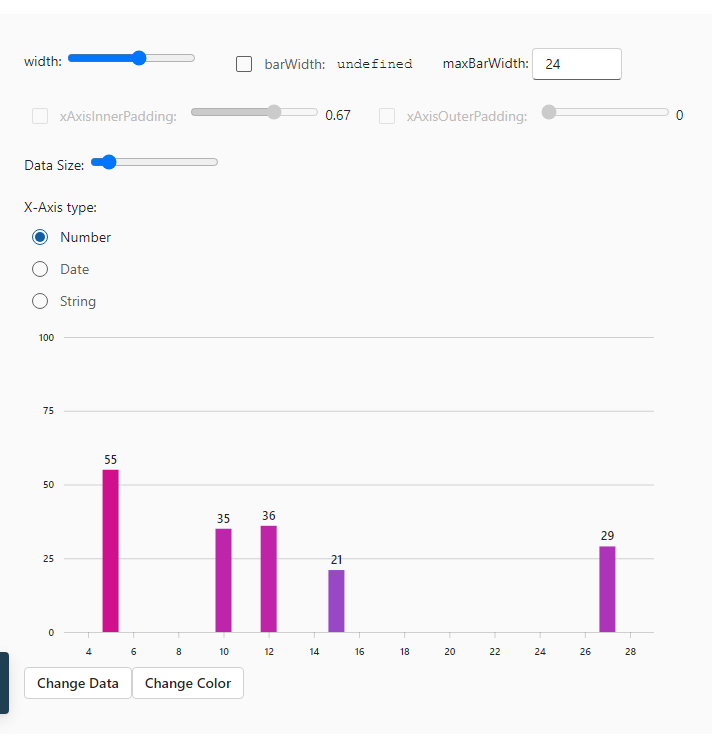 width: barWidth: undefined maxBarWidth: 24
xAxisInnerPadding: 0.67 xAxisOuterPadding: 0
Data Size:
X-Axis type:
Number
Date
String
100
75
55
50
35 36 29
25 21
0
4 6 8 10 12 14 16 18 20 22 24 26 28
Change Data Change Color